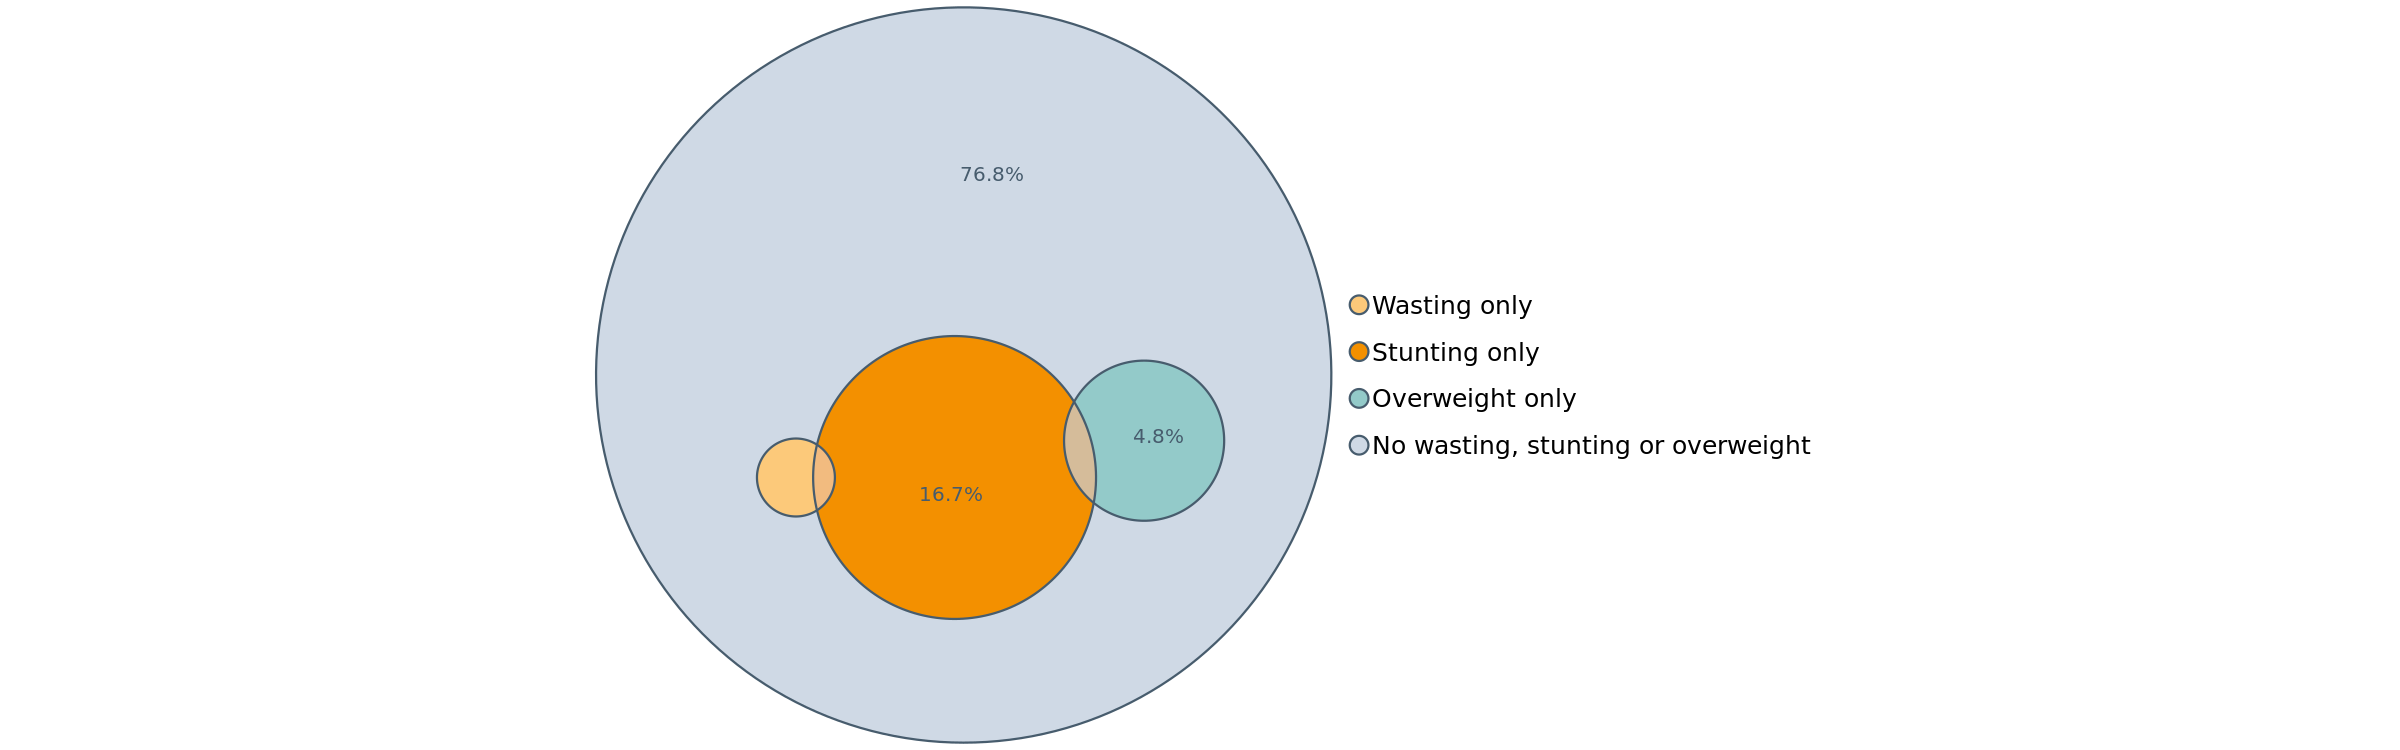 76.8%
16.7%
4.8%
Wasting only
Stunting only
Overweight only
No wasting, stunting or overweight